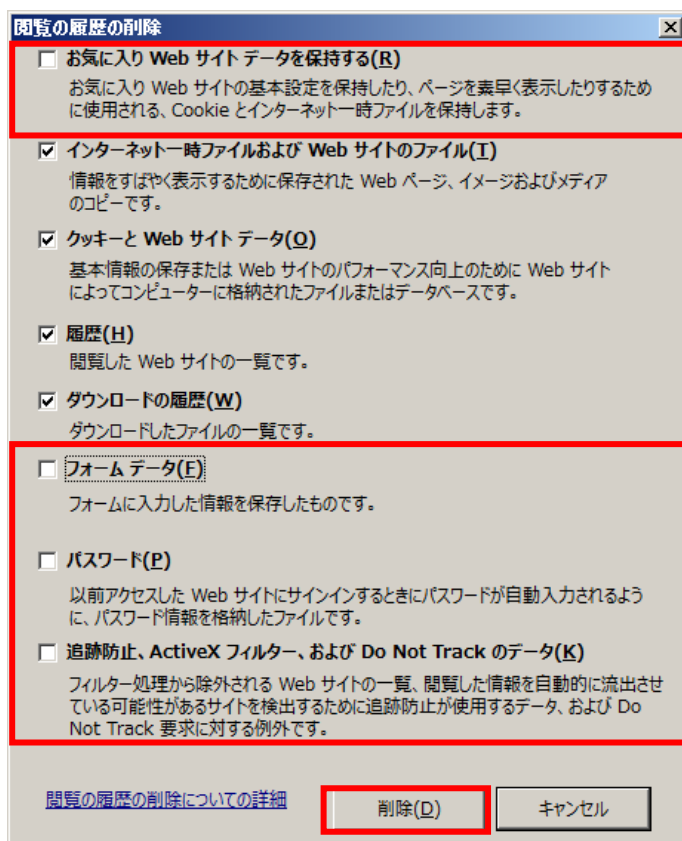 閲覧の履歴の削除
お気に入り Web サイト データを保持する(R)
お気に入り Web サイトの基本設定を保持したり、ページを素早く表示したりするため
に使用される、Cookie とインターネット一時ファイルを保持します。
インターネット一時ファイルおよび Web サイトのファイル(T)
情報をすばやく表示するために保存された Web ページ、イメージおよびメディア
のコピーです。
クッキーと Web サイト データ(O)
基本情報の保存または Web サイトのパフォーマンス向上のために Web サイト
によってコンピューターに格納されたファイルまたはデータベースです。
履歴(H)
閲覧した Web サイトの一覧です。
ダウンロードの履歴(W)
ダウンロードしたファイルの一覧です。
フォーム データ(F)
フォームに入力した情報を保存したものです。
パスワード(P)
以前アクセスした Web サイトにサインインするときにパスワードが自動入力されるよう
に、パスワード情報を格納したファイルです。
追跡防止、ActiveX フィルター、および Do Not Track のデータ(K)
フィルター処理から除外される Web サイトの一覧、閲覧した情報を自動的に流出させ
ている可能性があるサイトを検出するために追跡防止が使用するデータ、および Do
Not Track 要求に対する例外です。
閲覧の履歴の削除についての詳細
削除(D)
キャンセル